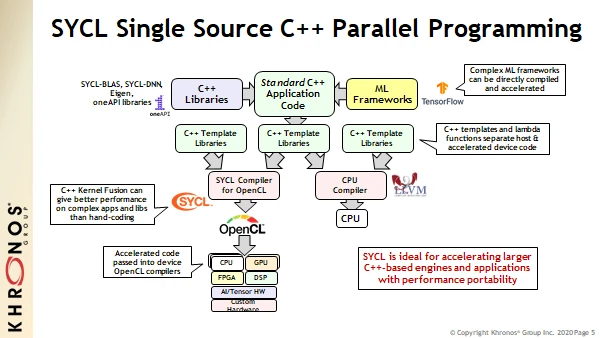 SYCL Single Source C++ Parallel Programming
SYCL-BLAS, SYCL-DNN,
Eigen,
oneAPI libraries
oneAPI
C++
Libraries
Standard C++
Application
Code
ML
Frameworks
TensorFlow
Complex ML frameworks
can be directly compiled
and accelerated
C++ Template
Libraries
C++ Template
Libraries
C++ Template
Libraries
C++ templates and lambda
functions separate host &
accelerated device code
C++ Kernel Fusion can
give better performance
on complex apps and libs
than hand-coding
SYCL
SYCL Compiler
for OpenCL
CPU
Compiler
LLVM
OpenCL
CPU
Accelerated code
passed into device
OpenCL compilers
CPU
GPU
FPGA
DSP
AI/Tensor HW
Custom
Hardware
SYCL is ideal for accelerating larger
C++-based engines and applications
with performance portability
KHRONOS
GROUP
© Copyright Khronos® Group Inc. 2020 Page 5